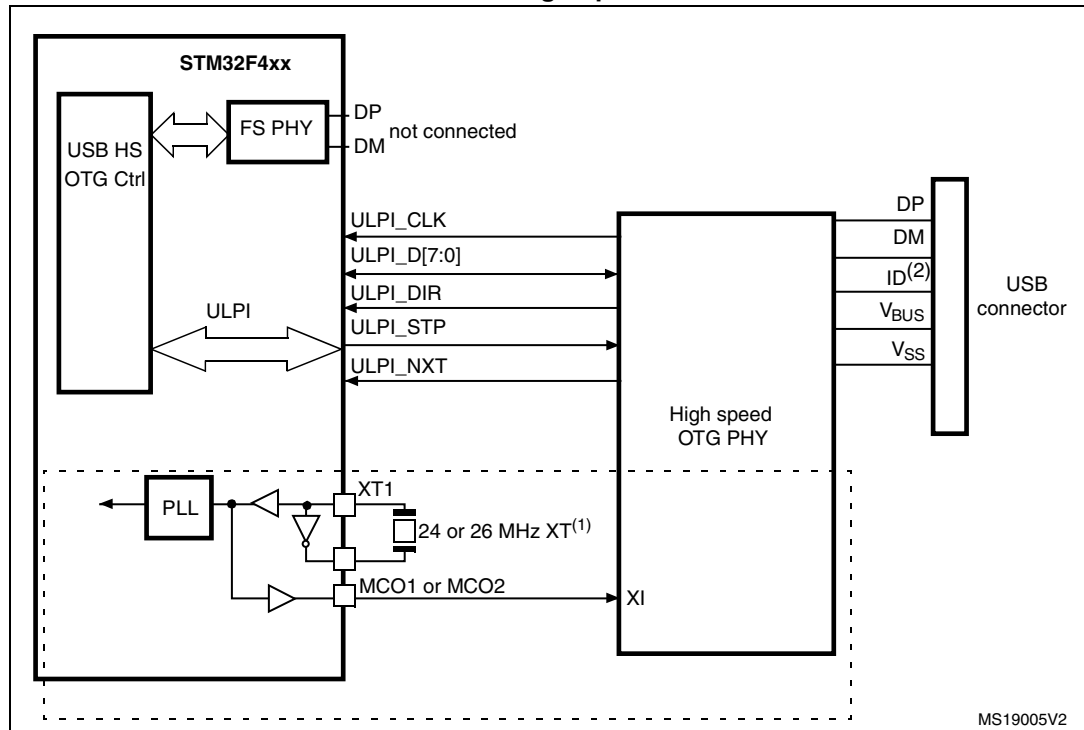 STM32F4xx
FS PHY
DP
DM
not connected
USB HS
OTG Ctrl
ULPI_CLK
ULPI_D[7:0]
ULPI_DIR
ULPI_STP
ULPI_NXT
ULPI
High speed
OTG PHY
DP
DM
ID(2)
VBUS
VSS
USB
connector
PLL
XT1
24 or 26 MHz XT(1)
MCO1 or MCO2
XI
MS19005V2